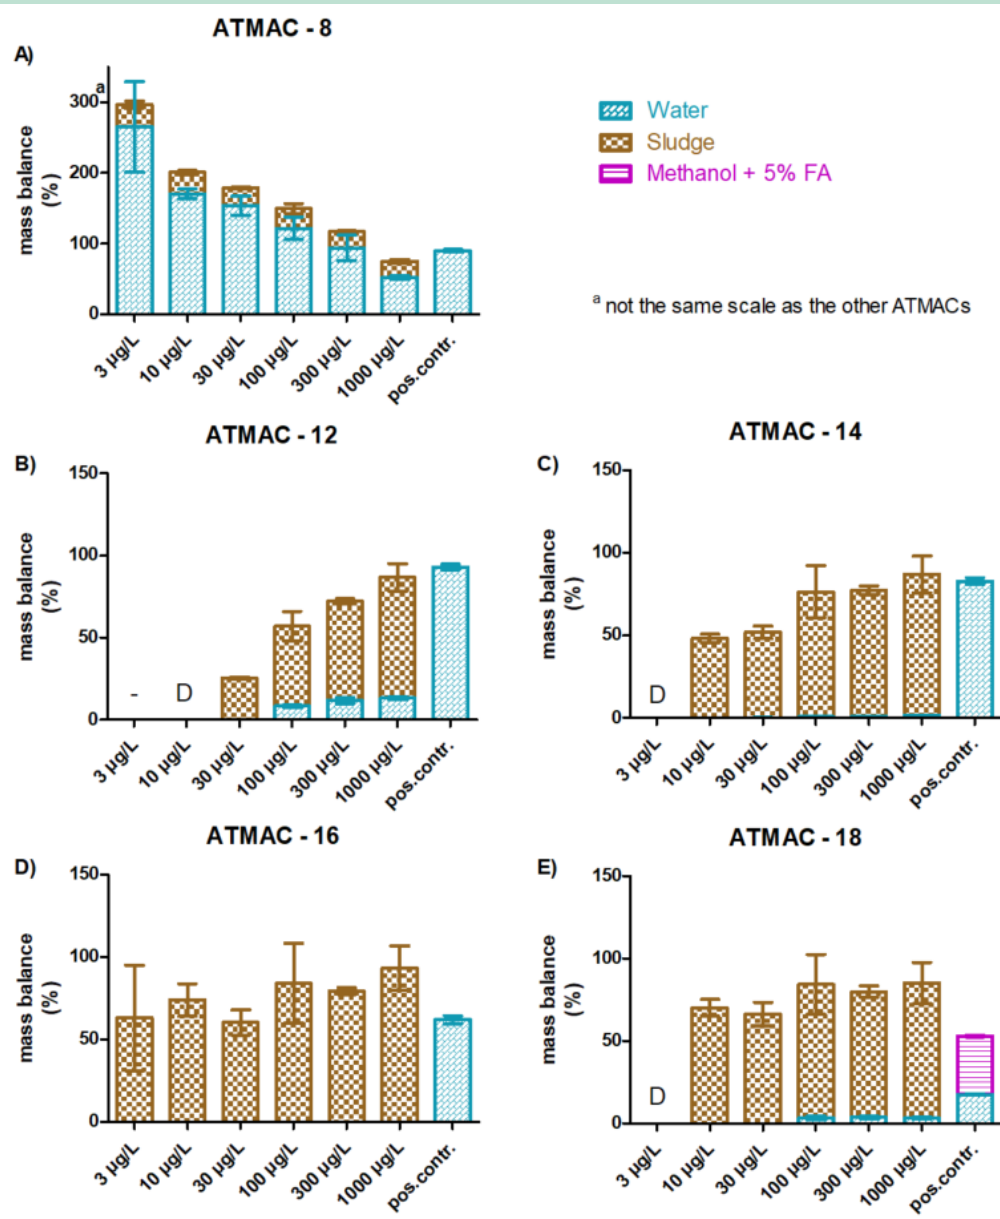 ATMAC - 8
A)
mass balance
(%)
300
a
200
100
0
3 µg/L
10 µg/L
30 µg/L
100 µg/L
300 µg/L
1000 µg/L
pos.contr.
Water
Sludge
Methanol + 5% FA
a not the same scale as the other ATMACs
ATMAC - 12
B)
mass balance
(%)
150
100
50
0
-
D
3 µg/L
10 µg/L
30 µg/L
100 µg/L
300 µg/L
1000 µg/L
pos.contr.
ATMAC - 14
C)
mass balance
(%)
150
100
50
0
D
3 µg/L
10 µg/L
30 µg/L
100 µg/L
300 µg/L
1000 µg/L
pos.contr.
ATMAC - 16
D)
mass balance
(%)
150
100
50
0
3 µg/L
10 µg/L
30 µg/L
100 µg/L
300 µg/L
1000 µg/L
pos.contr.
ATMAC - 18
E)
mass balance
(%)
150
100
50
0
D
3 µg/L
10 µg/L
30 µg/L
100 µg/L
300 µg/L
1000 µg/L
pos.contr.